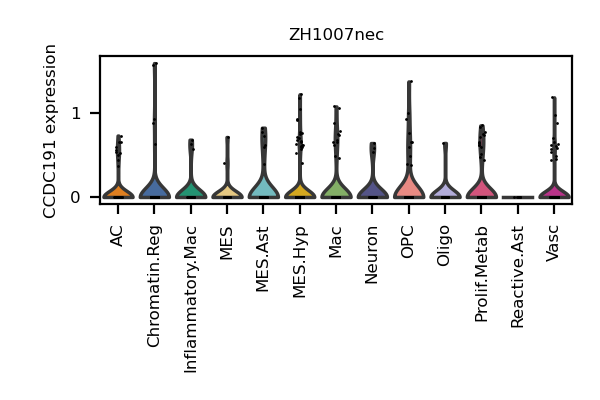 ZH1007nec
CCDC191 expression
1
0
AC
Chromatin.Reg
Inflammatory.Mac
MES
MES.Ast
MES.Hyp
Mac
Neuron
OPC
Oligo
Prolif.Metab
Reactive.Ast
Vasc